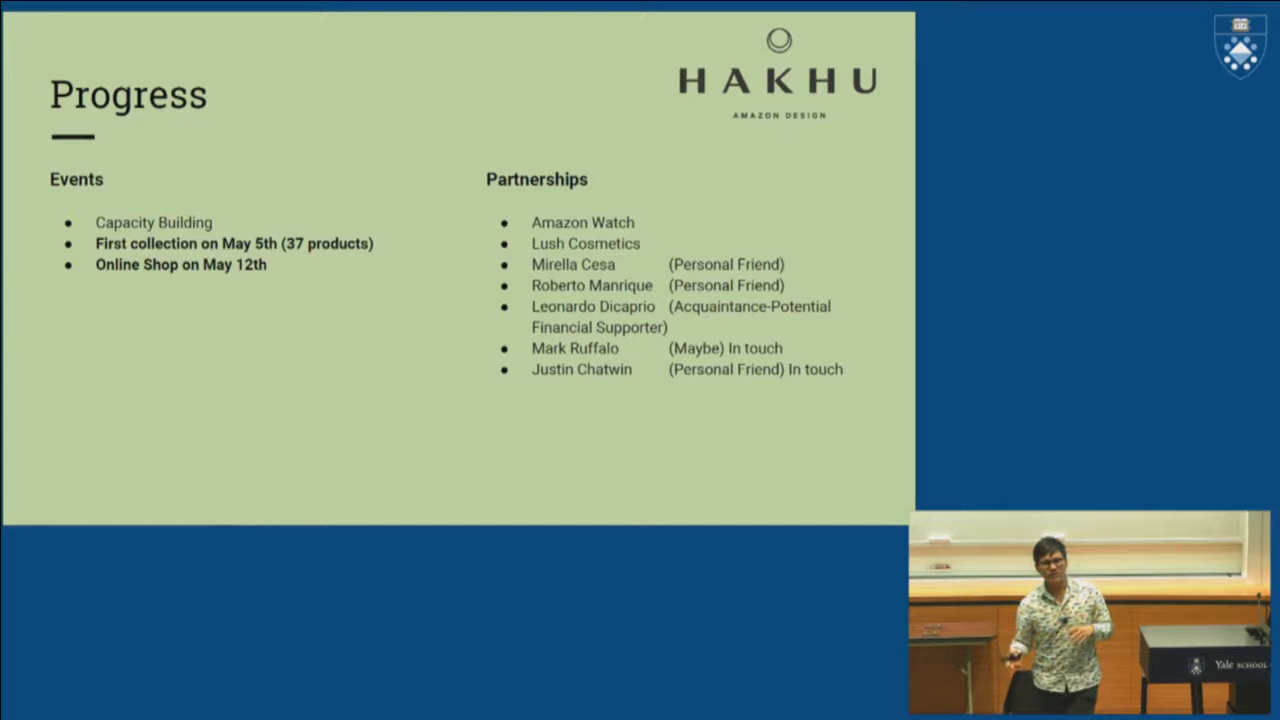 HAKHU
AMAZON DESIGN
Progress
Events
● Capacity Building
● First collection on May 5th (37 products)
● Online Shop on May 12th
Partnerships
● Amazon Watch
● Lush Cosmetics
● Mirella Cesa (Personal Friend)
● Roberto Manrique (Personal Friend)
● Leonardo Dicaprio (Acquaintance-Potential
Financial Supporter)
● Mark Ruffalo (Maybe) In touch
● Justin Chatwin (Personal Friend) In touch
Yale SCHOOL